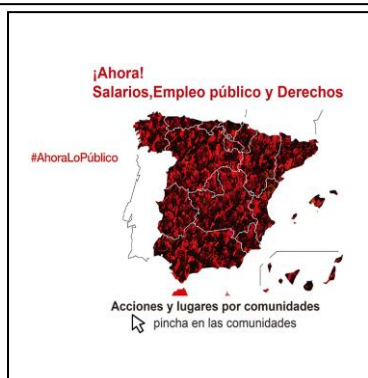 ¡Ahora!
Salarios,Empleo público y Derechos
#AhoraLoPúblico
Acciones y lugares por comunidades
pincha en las comunidades